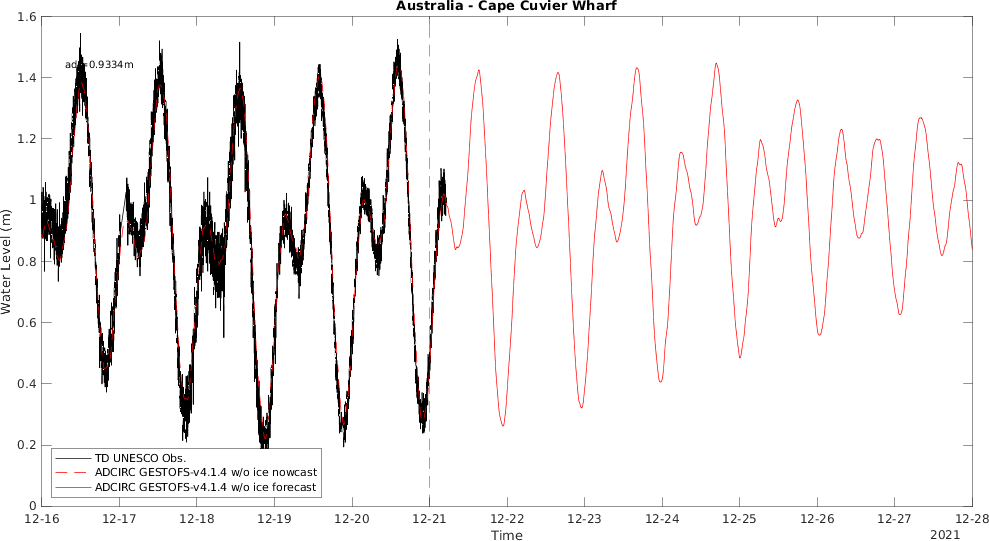 Australia - Cape Cuvier Wharf
1.6
1.4
1.2
1
0.8
0.6
0.4
0.2
0
Water Level (m)
=0.9334m
TD UNESCO Obs.
ADCIRC GESTOFS-v4.1.4 w/o ice nowcast
ADCIRC GESTOFS-v4.1.4 w/o ice forecast
12-16 12-17 12-18 12-19 12-20 12-21 12-22 12-23 12-24 12-25 12-26 12-27 12-28
Time
2021